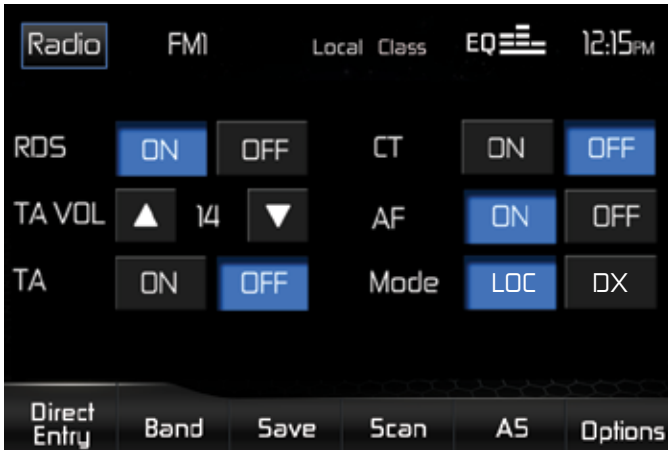 Radio FM1 Local Class EQ 12:15PM
RDS ON OFF CT ON OFF
TA VOL 14 AF ON OFF
TA ON OFF Mode LOC DX
Direct
Entry Band Save Scan AS Options